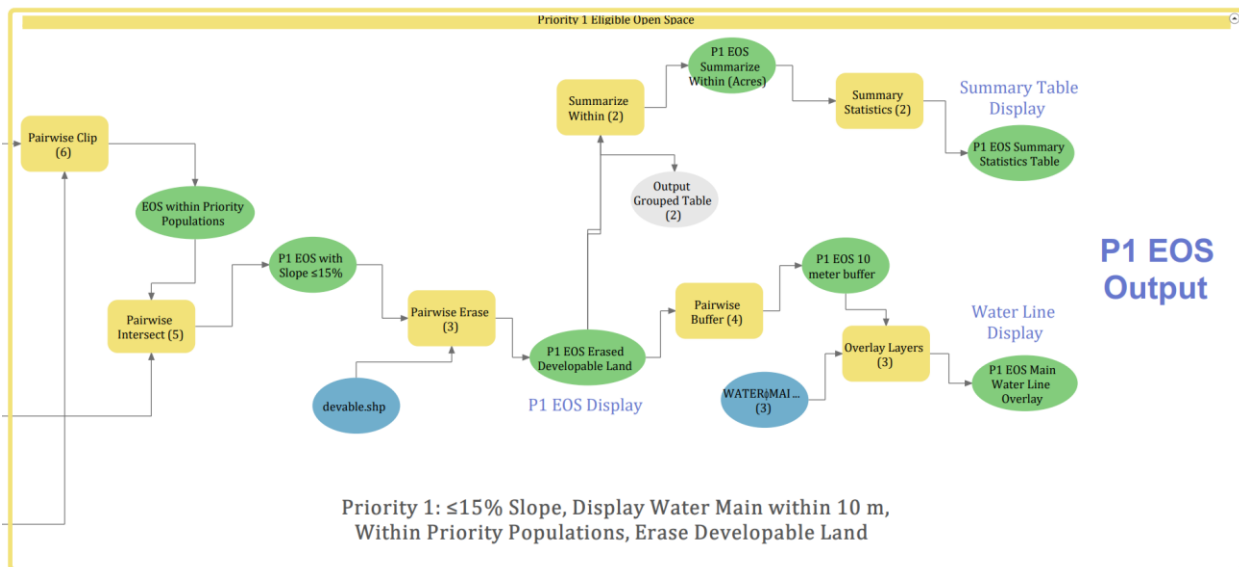 Priority 1 Eligible Open Space
P1 EOS
Summarize
Within (Acres)
Summarize
Within (2)
Summary
Statistics (2)
Summary Table
Display
Pairwise Clip
(6)
P1 EOS Summary
Statistics Table
Output
Grouped Table
(2)
EOS within Priority
Populations
P1 EOS with
Slope ≤15%
P1 EOS 10
meter buffer
P1 EOS
Output
Pairwise
Intersect (5)
Pairwise Erase
(3)
Pairwise
Buffer (4)
Water Line
Display
P1 EOS Erased
Developable Land
Overlay Layers
(3)
P1 EOS Main
Water Line
Overlay
devable.shp
P1 EOS Display
WATERϕMAI...
(3)
Priority 1: ≤15% Slope, Display Water Main within 10 m,
Within Priority Populations, Erase Developable Land